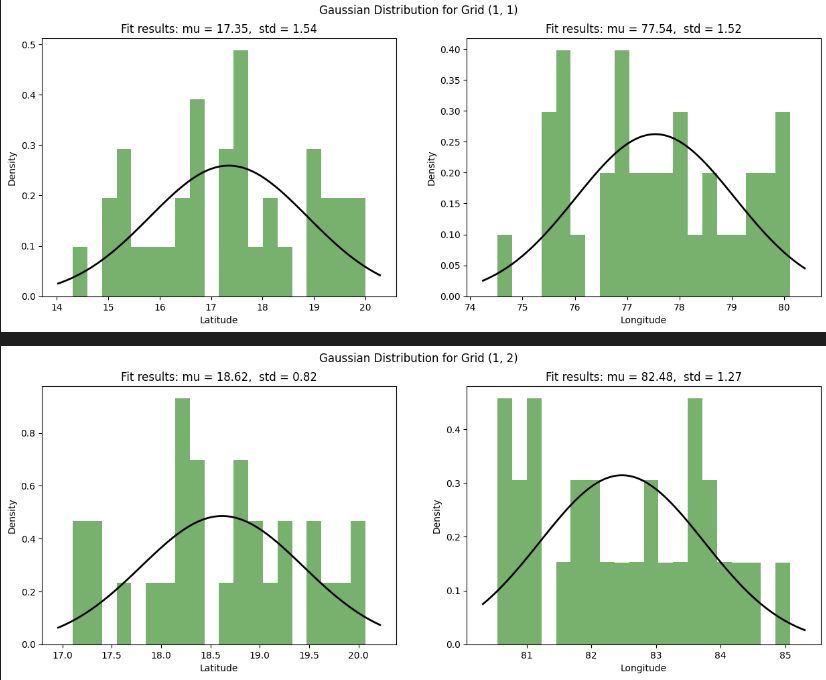 Gaussian Distribution for Grid (1, 1)
Fit results: mu = 17.35,  std = 1.54
0.5
0.4
0.3
0.2
0.1
0.0
Density
14 15 16 17 18 19 20
Latitude
Fit results: mu = 77.54,  std = 1.52
0.40
0.35
0.30
0.25
0.20
0.15
0.10
0.05
0.00
Density
74 75 76 77 78 79 80
Longitude
Gaussian Distribution for Grid (1, 2)
Fit results: mu = 18.62,  std = 0.82
0.8
0.6
0.4
0.2
0.0
Density
17.0 17.5 18.0 18.5 19.0 19.5 20.0
Latitude
Fit results: mu = 82.48,  std = 1.27
0.4
0.3
0.2
0.1
0.0
Density
81 82 83 84 85
Longitude